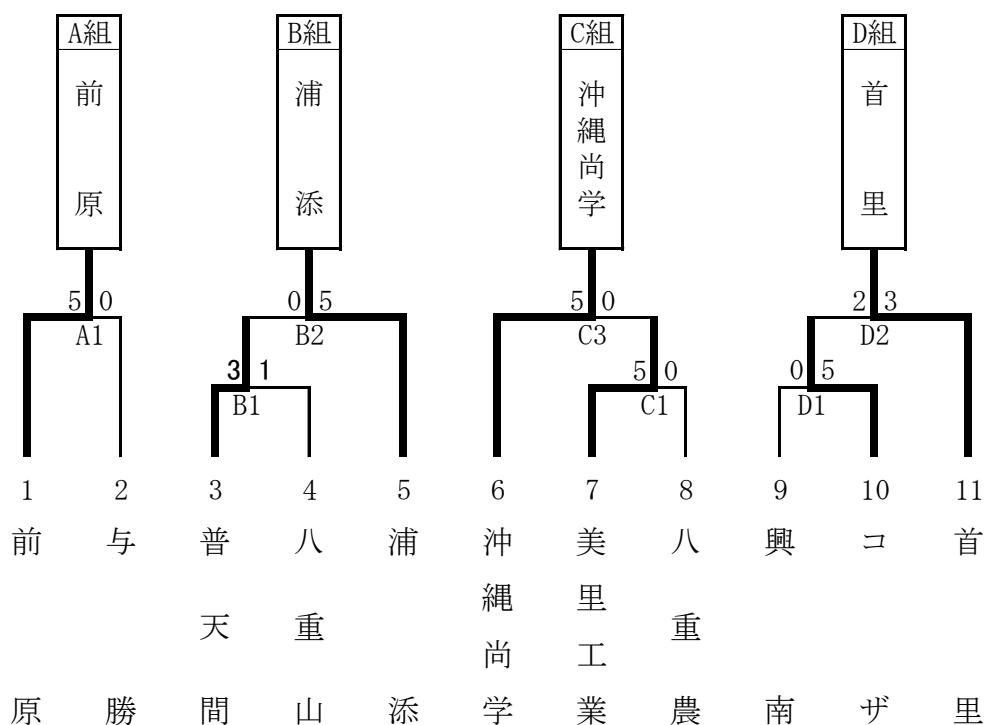 A組 B組 C組 D組
前原 浦添 沖縄尚学 首里
5 0 0 5 5 0 2 3
A1 B2 C3 D2
3 1 5 0 0 5
B1 C1 D1
1 2 3 4 5 6 7 8 9 10 11
前原
与勝
普天間
八重山
浦添
沖縄尚学
美里工業
八重農
興南
コザ
首里